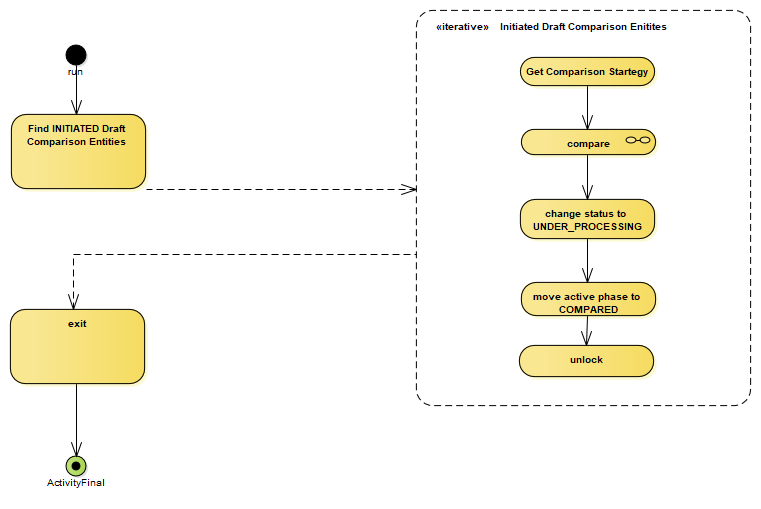 «iterative» Initiated Draft Comparison Enitites
run
Find INITIATED Draft
Comparison Entities
Get Comparison Startegy
compare
change status to
UNDER_PROCESSING
move active phase to
COMPARED
unlock
exit
ActivityFinal